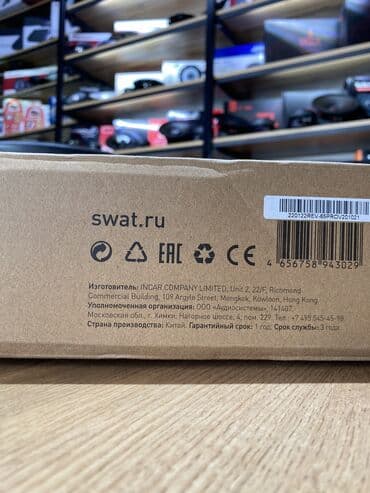 swat.ru
220122REV-65PROV201021
EAC
CE
4 656758 943029
Изготовитель: INCAR COMPANY LIMITED, Unit 2, 22/F, Richmond
Commercial Building, 109 Argyle Street, Mongkok, Kowloon, Hong Kong.
Уполномоченная организация: ООО «Аудиосистемы», 141407,
Московская обл., г. Химки, Нагорное шоссе, 4, пом. 229. Тел. +7 495 545-45-98.
Страна производства: Китай. Гарантийный срок: 1 год. Срок службы: 3 года.